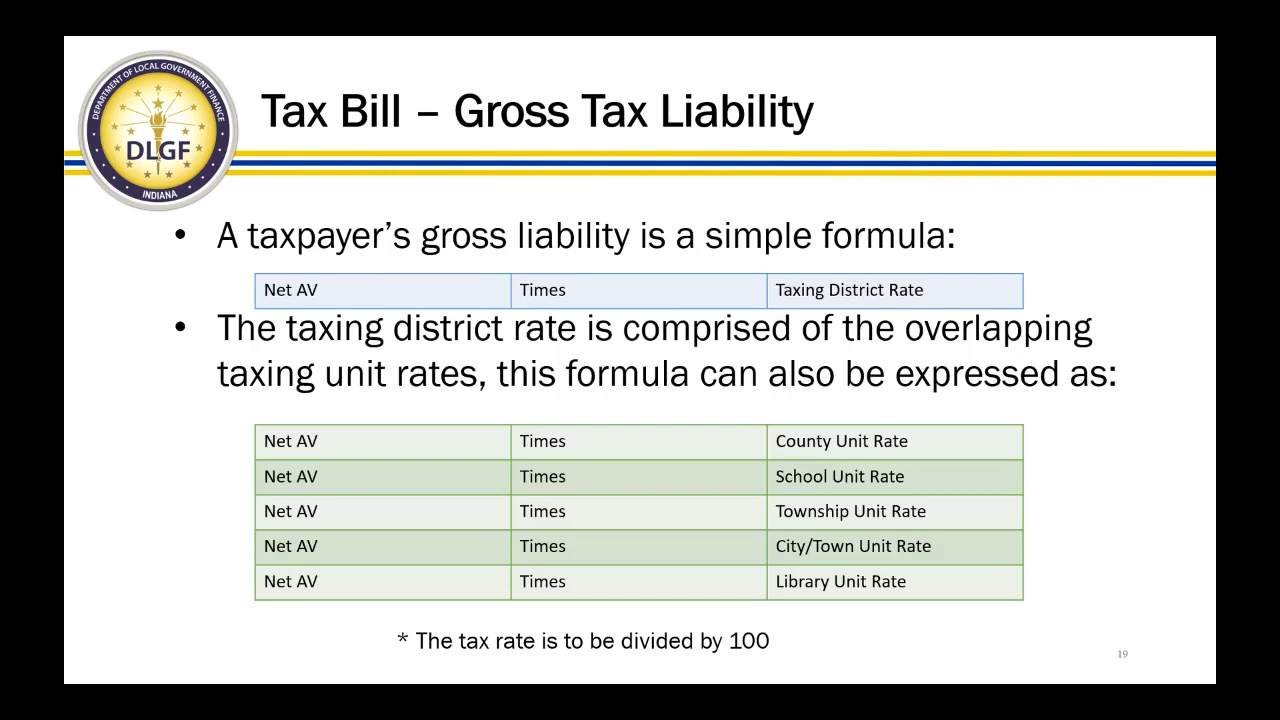 DEPARTMENT OF LOCAL GOVERNMENT FINANCE
DLGF
INDIANA
Tax Bill – Gross Tax Liability
• A taxpayer’s gross liability is a simple formula:
Net AV Times Taxing District Rate
• The taxing district rate is comprised of the overlapping
taxing unit rates, this formula can also be expressed as:
Net AV Times County Unit Rate
Net AV Times School Unit Rate
Net AV Times Township Unit Rate
Net AV Times City/Town Unit Rate
Net AV Times Library Unit Rate
* The tax rate is to be divided by 100
19